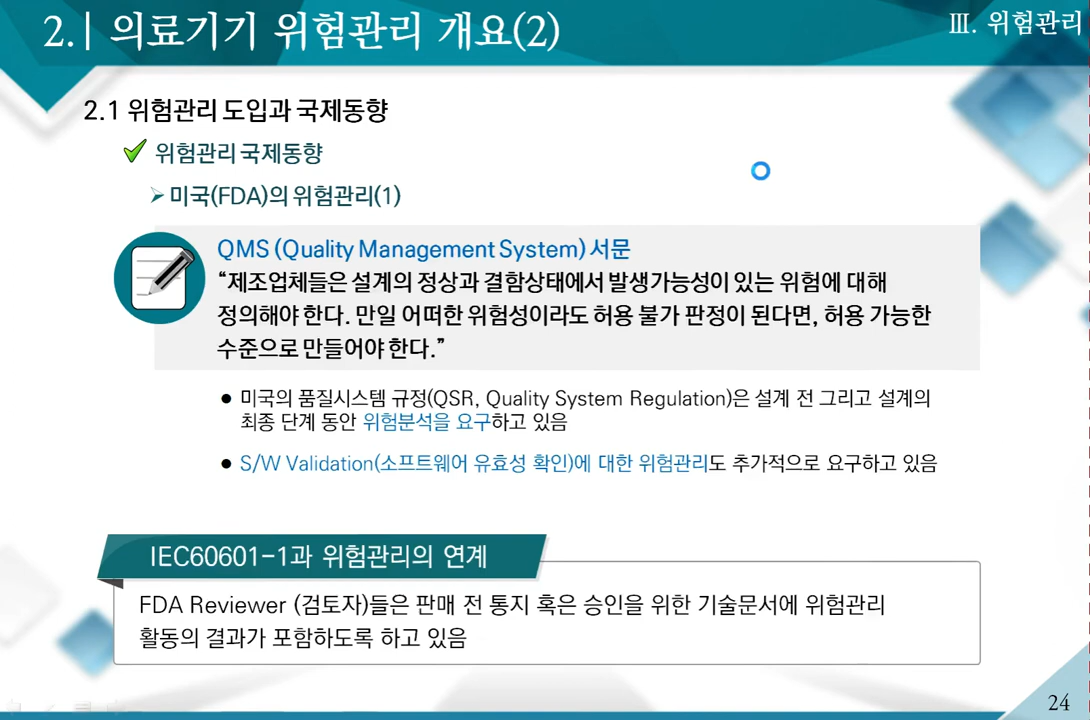 2. | 의료기기 위험관리 개요(2)
Ⅲ. 위험관리
2.1 위험관리 도입과 국제동향
위험관리 국제동향
미국(FDA)의 위험관리(1)
QMS (Quality Management System) 서문
“제조업체들은 설계의 정상과 결함상태에서 발생가능성이 있는 위험에 대해
정의해야 한다. 만일 어떠한 위험성이라도 허용 불가 판정이 된다면, 허용 가능한
수준으로 만들어야 한다.”
● 미국의 품질시스템 규정(QSR, Quality System Regulation)은 설계 전 그리고 설계의
최종 단계 동안 위험분석을 요구하고 있음
● S/W Validation(소프트웨어 유효성 확인)에 대한 위험관리도 추가적으로 요구하고 있음
IEC60601-1과 위험관리의 연계
FDA Reviewer (검토자)들은 판매 전 통지 혹은 승인을 위한 기술문서에 위험관리
활동의 결과가 포함하도록 하고 있음
24